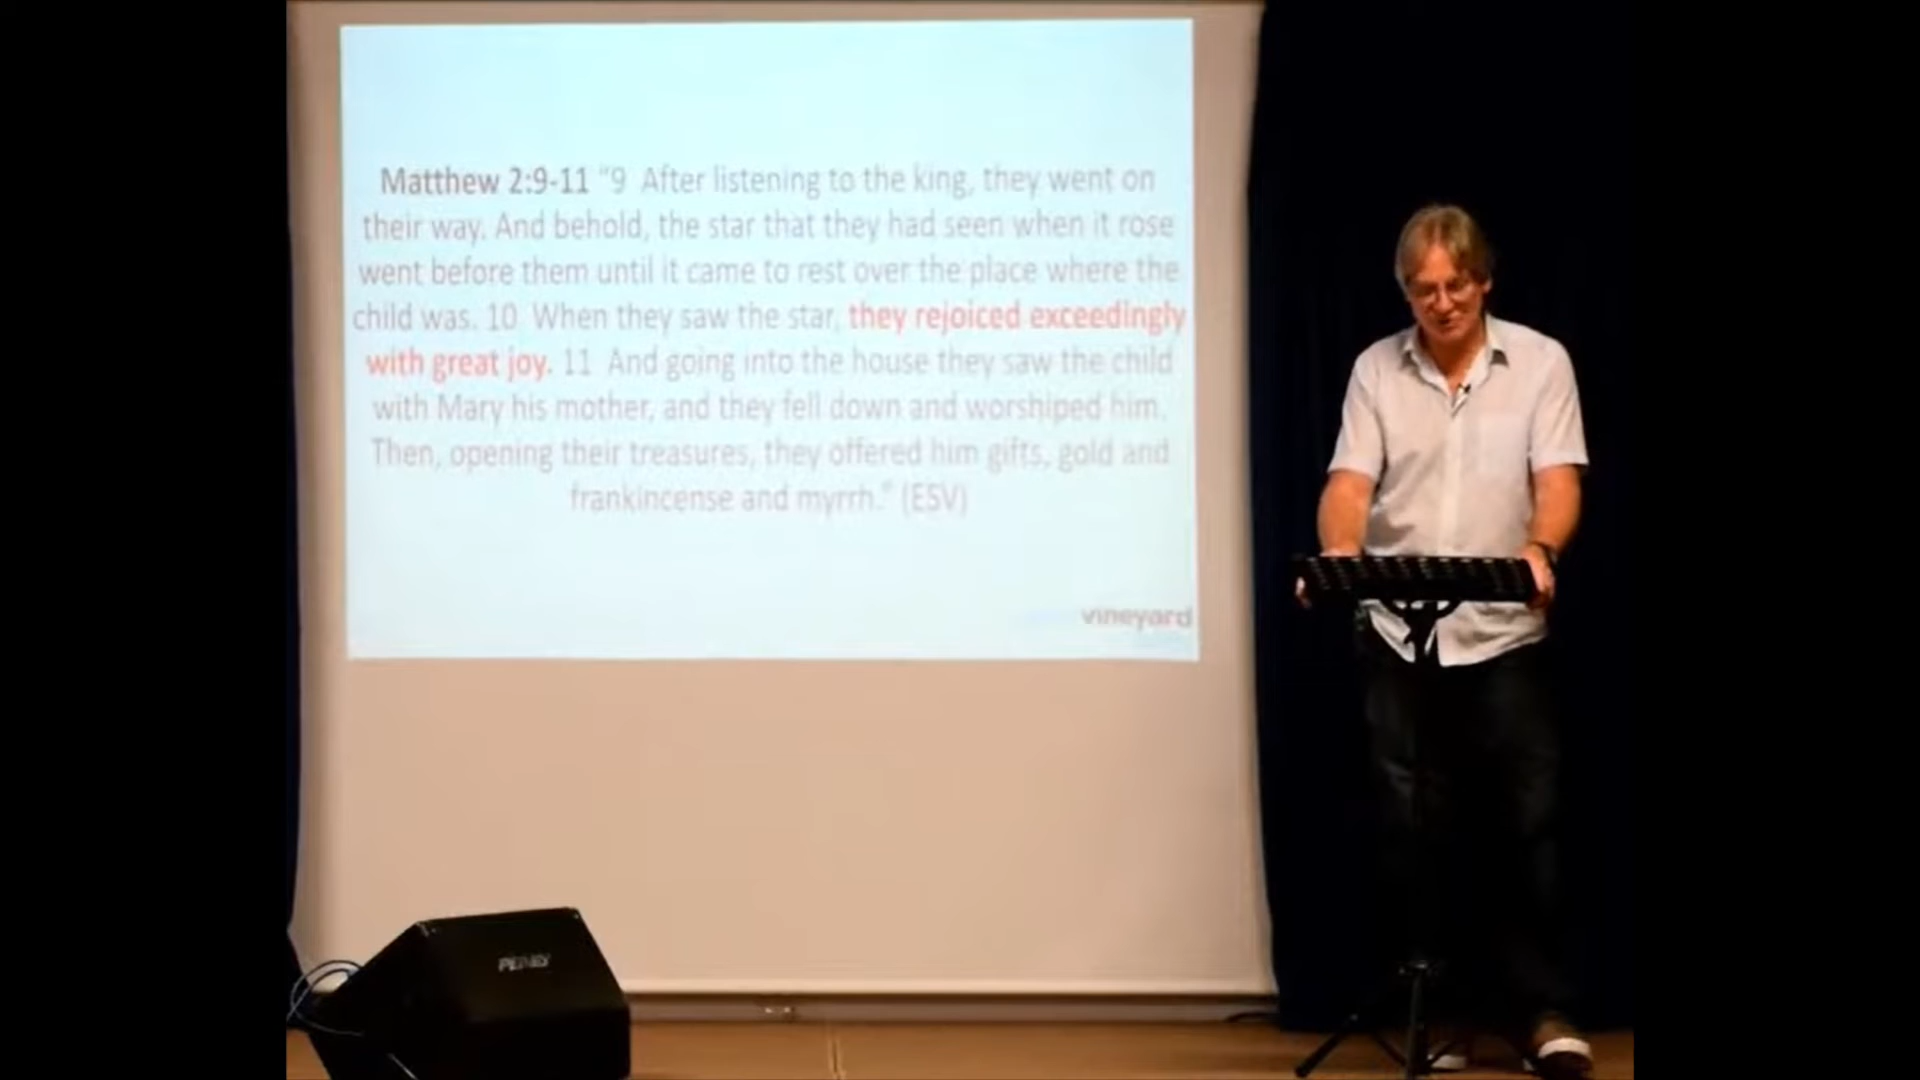 Matthew 2:9-11 "9 After listening to the king, they went on
their way. And behold, the star that they had seen when it rose
went before them until it came to rest over the place where the
child was. 10 When they saw the star, they rejoiced exceedingly
with great joy. 11 And going into the house they saw the child
with Mary his mother, and they fell down and worshiped him.
Then, opening their treasures, they offered him gifts, gold and
frankincense and myrrh." (ESV)
vineyard
PEAVEY